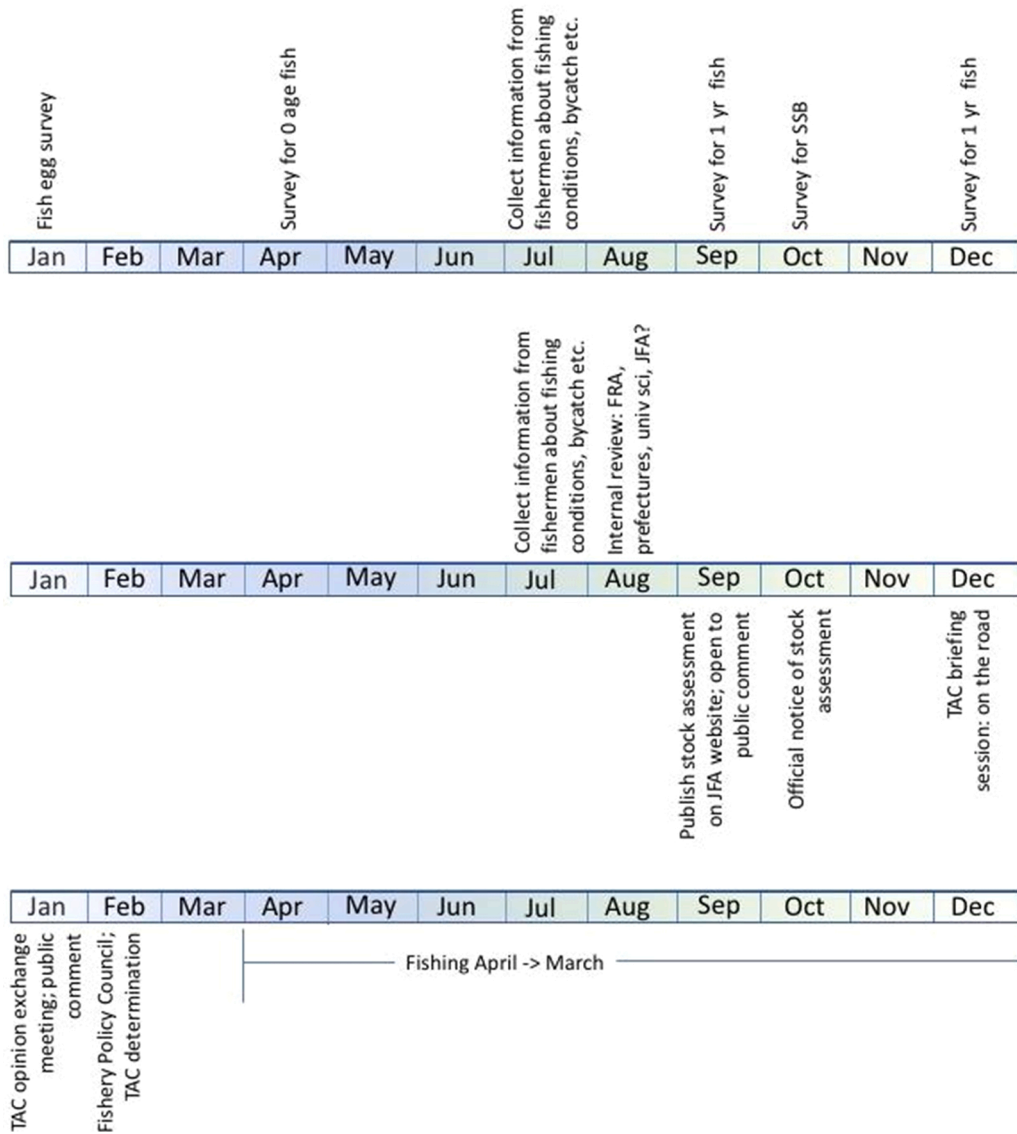 Fish egg survey
Survey for 0 age fish
Collect information from
fishermen about fishing
conditions, bycatch etc.
Survey for 1 yr fish
Survey for SSB
Survey for 1 yr fish
Jan Feb Mar Apr May Jun Jul Aug Sep Oct Nov Dec
Collect information from
fishermen about fishing
conditions, bycatch etc.
Internal review: FRA,
prefectures, univ sci, JFA?
Jan Feb Mar Apr May Jun Jul Aug Sep Oct Nov Dec
Publish stock assessment
on JFA website; open to
public comment
Official notice of stock
assessment
TAC briefing
session: on the road
Jan Feb Mar Apr May Jun Jul Aug Sep Oct Nov Dec
TAC opinion exchange
meeting; public
comment
Fishery Policy Council;
TAC determination
Fishing April -> March